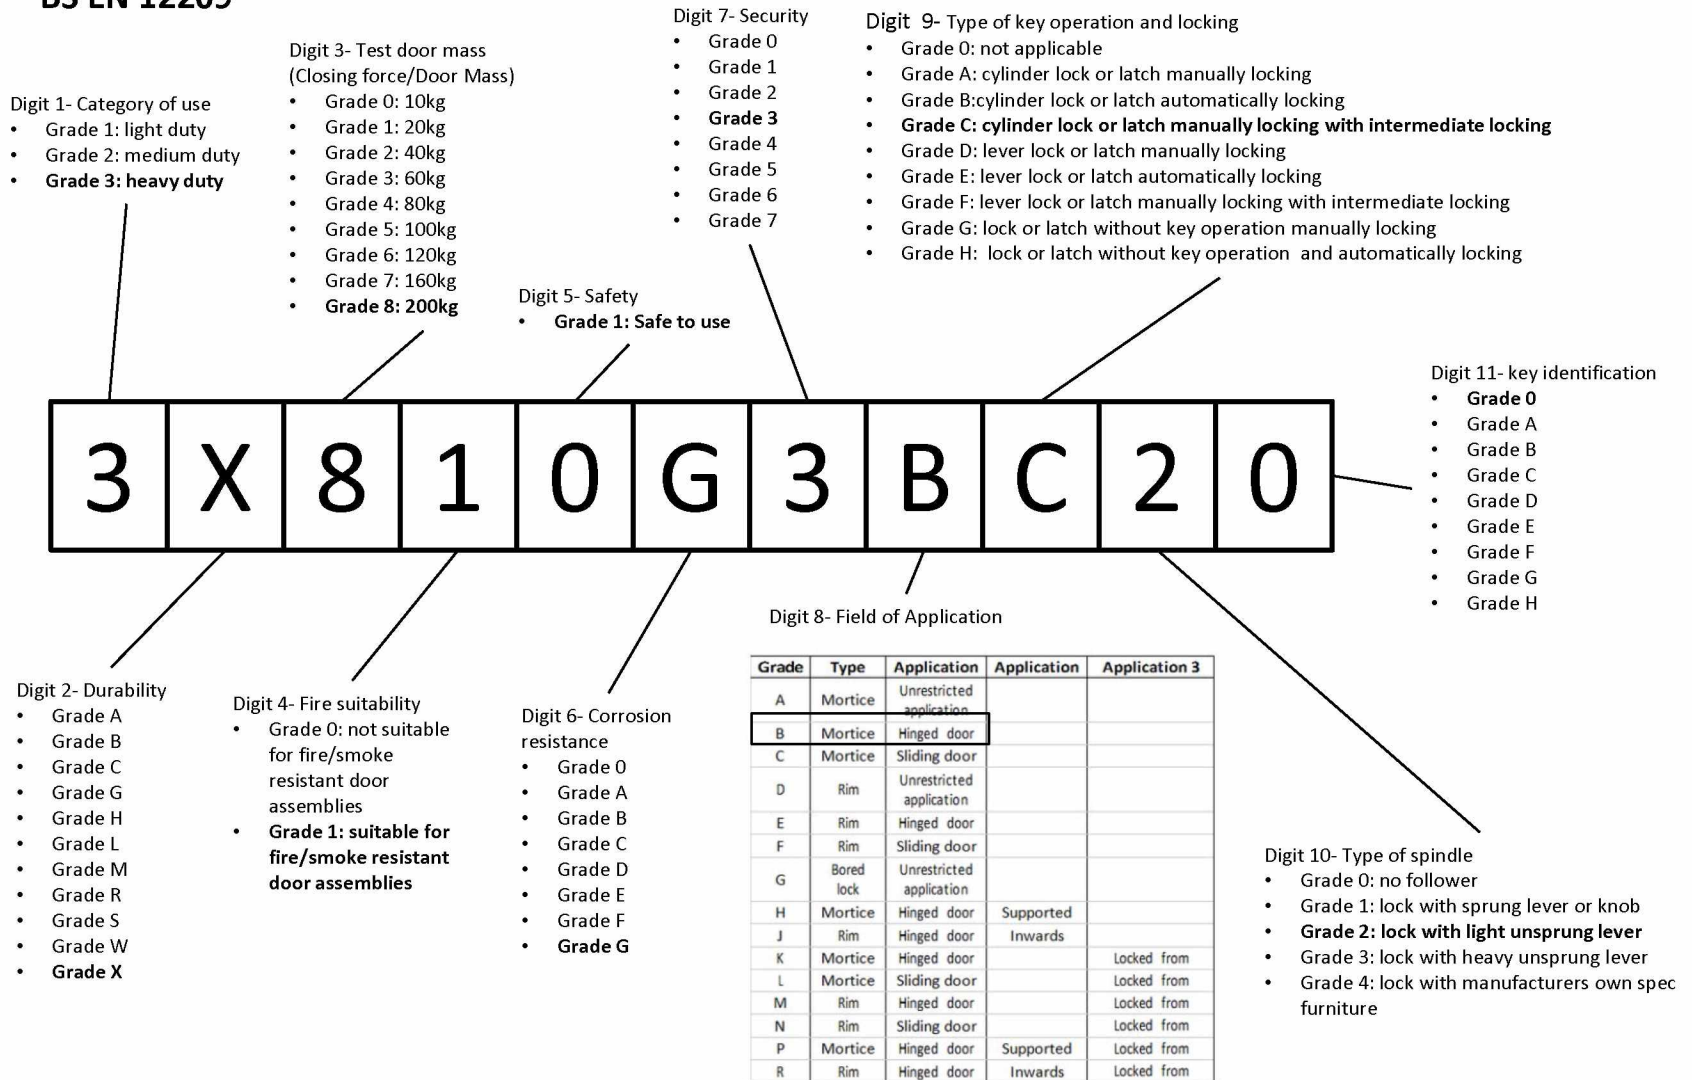 BS EN 12209
Digit 1- Category of use
• Grade 1: light duty
• Grade 2: medium duty
• Grade 3: heavy duty
Digit 3- Test door mass
(Closing force/Door Mass)
• Grade 0: 10kg
• Grade 1: 20kg
• Grade 2: 40kg
• Grade 3: 60kg
• Grade 4: 80kg
• Grade 5: 100kg
• Grade 6: 120kg
• Grade 7: 160kg
• Grade 8: 200kg
Digit 5- Safety
• Grade 1: Safe to use
Digit 7- Security
• Grade 0
• Grade 1
• Grade 2
• Grade 3
• Grade 4
• Grade 5
• Grade 6
• Grade 7
Digit 9- Type of key operation and locking
• Grade 0: not applicable
• Grade A: cylinder lock or latch manually locking
• Grade B:cylinder lock or latch automatically locking
• Grade C: cylinder lock or latch manually locking with intermediate locking
• Grade D: lever lock or latch manually locking
• Grade E: lever lock or latch automatically locking
• Grade F: lever lock or latch manually locking with intermediate locking
• Grade G: lock or latch without key operation manually locking
• Grade H: lock or latch without key operation and automatically locking
Digit 11- key identification
• Grade 0
• Grade A
• Grade B
• Grade C
• Grade D
• Grade E
• Grade F
• Grade G
• Grade H
3 X 8 1 0 G 3 B C 2 0
Digit 2- Durability
• Grade A
• Grade B
• Grade C
• Grade G
• Grade H
• Grade L
• Grade M
• Grade R
• Grade S
• Grade W
• Grade X
Digit 4- Fire suitability
• Grade 0: not suitable
for fire/smoke
resistant door
assemblies
• Grade 1: suitable for
fire/smoke resistant
door assemblies
Digit 6- Corrosion
resistance
• Grade 0
• Grade A
• Grade B
• Grade C
• Grade D
• Grade E
• Grade F
• Grade G
Digit 8- Field of Application
Grade Type Application Application Application 3
A Mortice Unrestricted
application
B Mortice Hinged door
C Mortice Sliding door
D Rim Unrestricted
application
E Rim Hinged door
F Rim Sliding door
G Bored lock Unrestricted
application
H Mortice Hinged door Supported
J Rim Hinged door Inwards
K Mortice Hinged door Locked from
L Mortice Sliding door Locked from
M Rim Hinged door Locked from
N Rim Sliding door Locked from
P Mortice Hinged door Supported Locked from
R Rim Hinged door Inwards Locked from
Digit 10- Type of spindle
• Grade 0: no follower
• Grade 1: lock with sprung lever or knob
• Grade 2: lock with light unsprung lever
• Grade 3: lock with heavy unsprung lever
• Grade 4: lock with manufacturers own spec
furniture